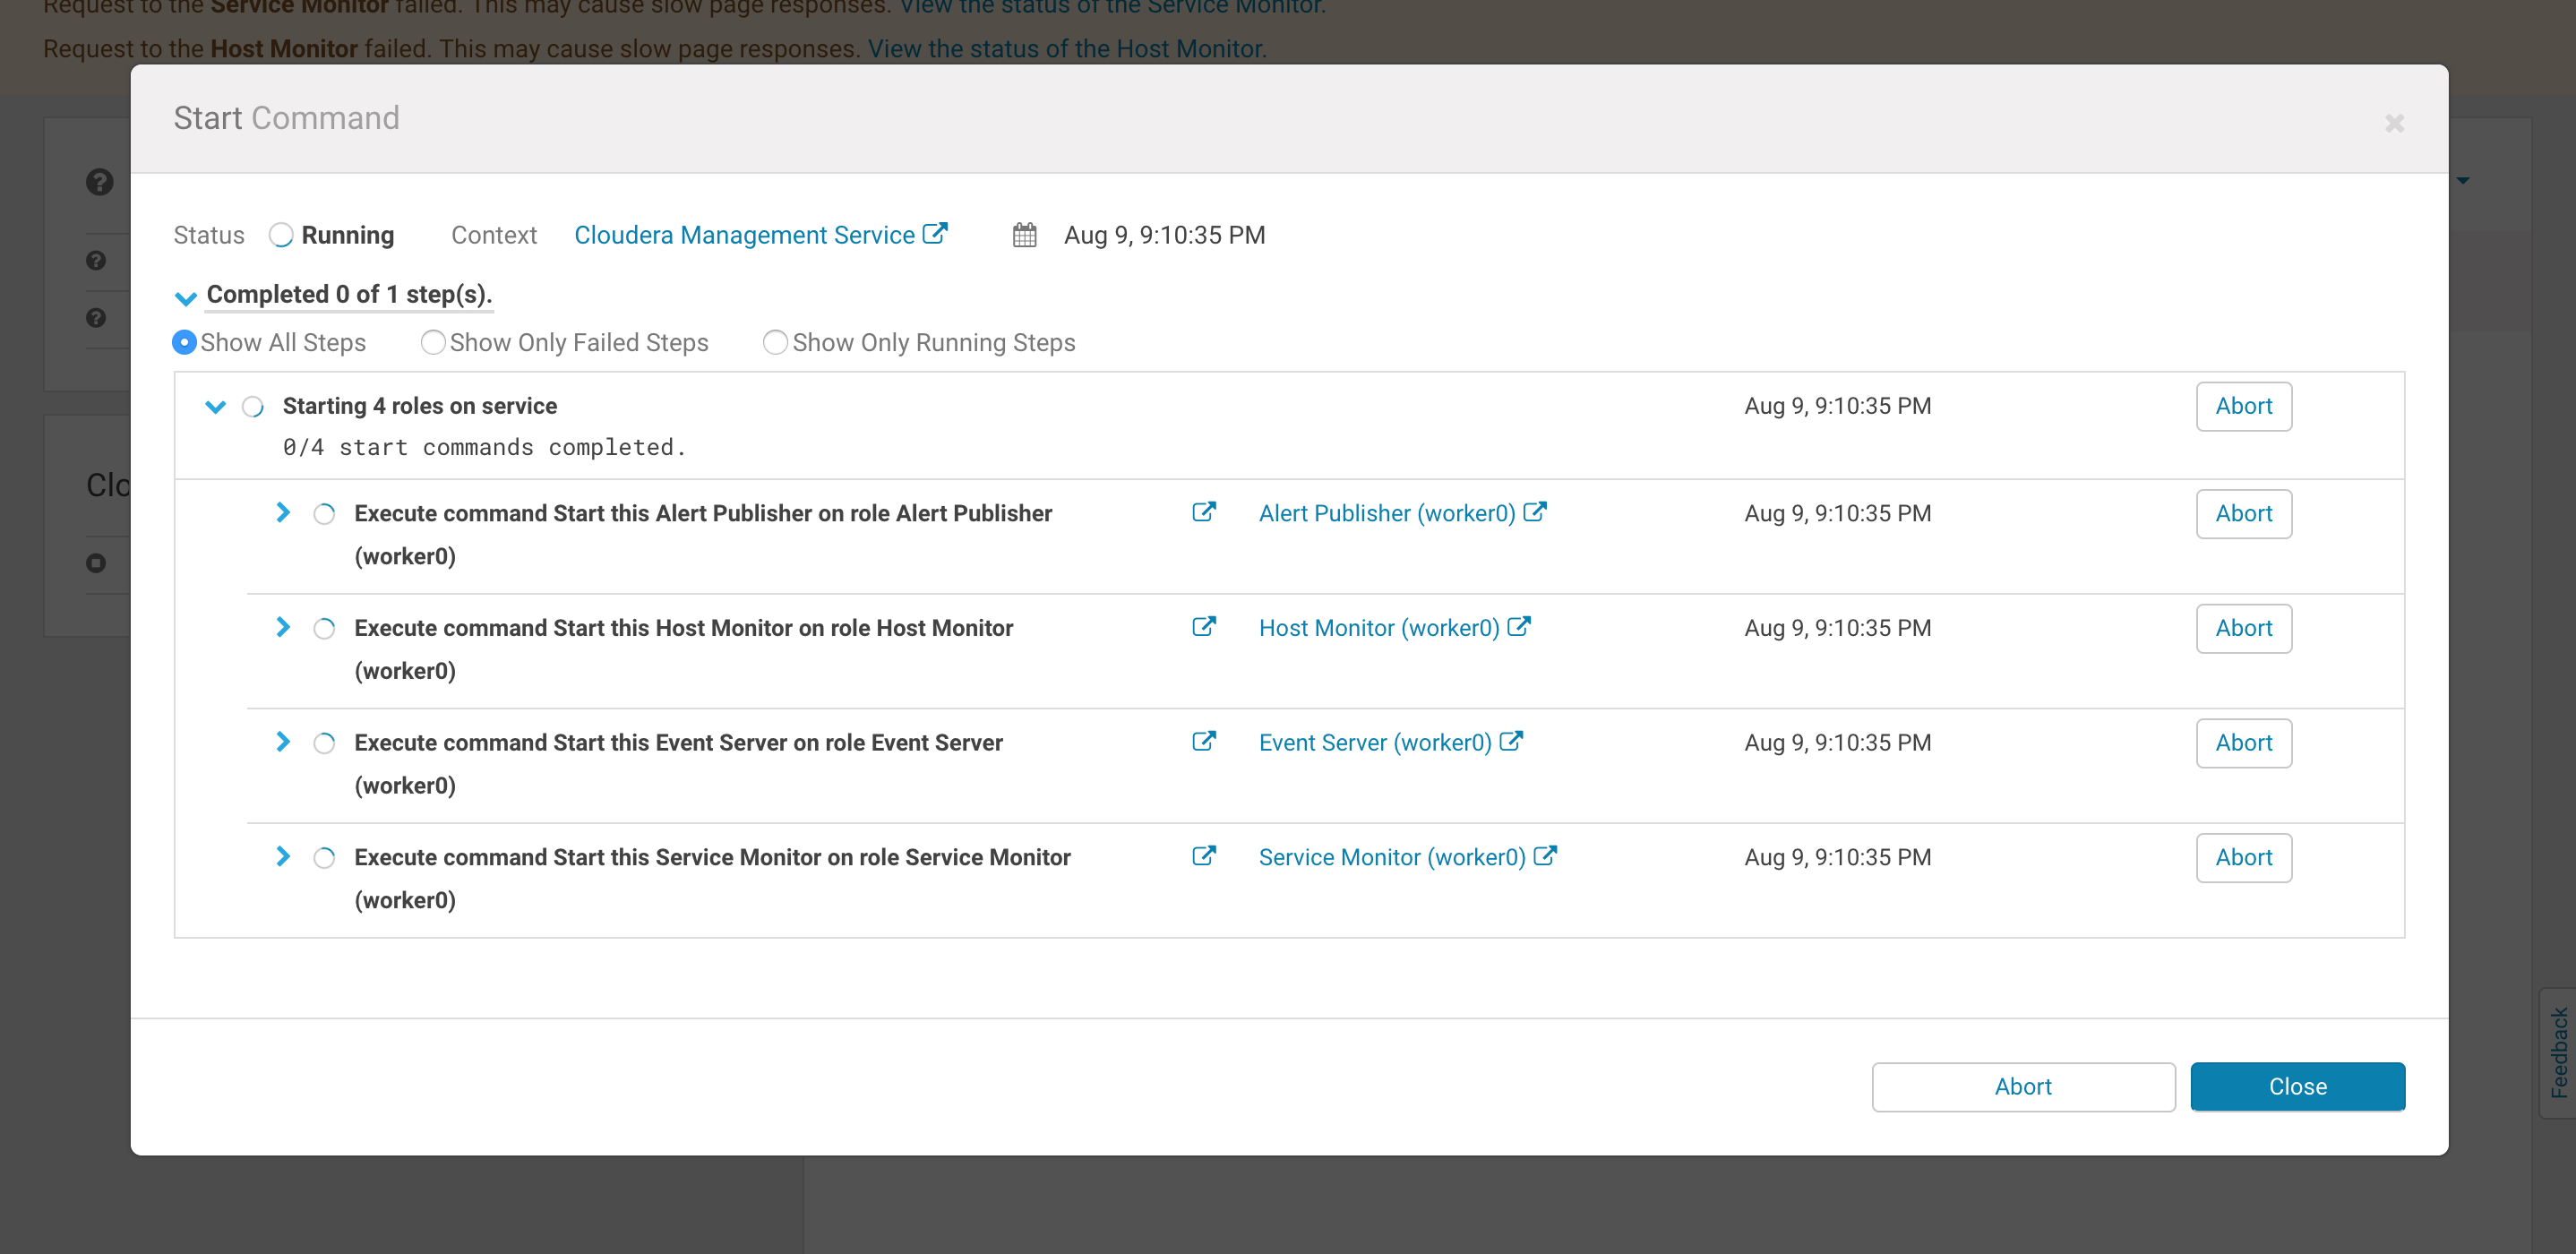 Request to the Service Monitor failed. This may cause slow page responses. View the status of the Service Monitor.
Request to the Host Monitor failed. This may cause slow page responses. View the status of the Host Monitor.
Start Command
Status Running Context Cloudera Management Service Aug 9, 9:10:35 PM
Completed 0 of 1 step(s).
Show All Steps Show Only Failed Steps Show Only Running Steps
Starting 4 roles on service Aug 9, 9:10:35 PM Abort
0/4 start commands completed.
Clo
Execute command Start this Alert Publisher on role Alert Publisher Alert Publisher (worker0) Aug 9, 9:10:35 PM Abort
(worker0)
Execute command Start this Host Monitor on role Host Monitor Host Monitor (worker0) Aug 9, 9:10:35 PM Abort
(worker0)
Execute command Start this Event Server on role Event Server Event Server (worker0) Aug 9, 9:10:35 PM Abort
(worker0)
Execute command Start this Service Monitor on role Service Monitor Service Monitor (worker0) Aug 9, 9:10:35 PM Abort
(worker0)
Abort Close
Feedback